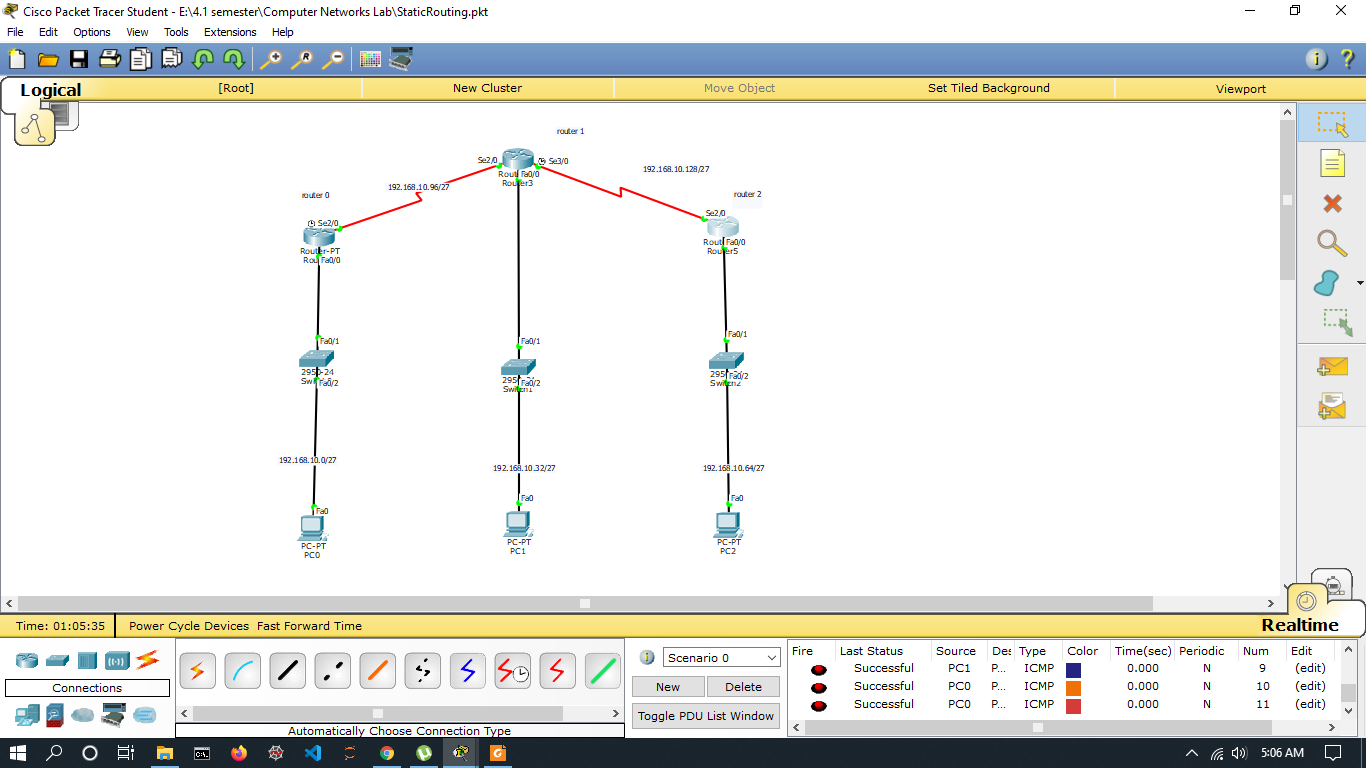 Cisco Packet Tracer Student - E:\4.1 semester\Computer Networks Lab\StaticRouting.pkt
File Edit Options View Tools Extensions Help
Logical [Root] New Cluster Move Object Set Tiled Background Viewport
router 1
Se2/0 Se3/0
Fa0/0
Router3
192.168.10.128/27
192.168.10.96/27
router 0
router 2
Se2/0
Se2/0
Router-PT
Fa0/0
Fa0/0
Router5
Fa0/1
Fa0/1
Fa0/1
2950-24
Fa0/2
Fa0/2
Switch1
Fa0/2
Switch2
192.168.10.0/27
192.168.10.32/27
192.168.10.64/27
Fa0
Fa0
Fa0
PC-PT
PC0
PC-PT
PC1
PC-PT
PC2
Time: 01:05:35 Power Cycle Devices Fast Forward Time Realtime
Connections
Automatically Choose Connection Type
Scenario 0
New Delete
Toggle PDU List Window
Fire Last Status Source Des Type Color Time(sec) Periodic Num Edit
Successful PC1 P... ICMP 0.000 N 9 (edit)
Successful PC0 P... ICMP 0.000 N 10 (edit)
Successful PC0 P... ICMP 0.000 N 11 (edit)
5:06 AM